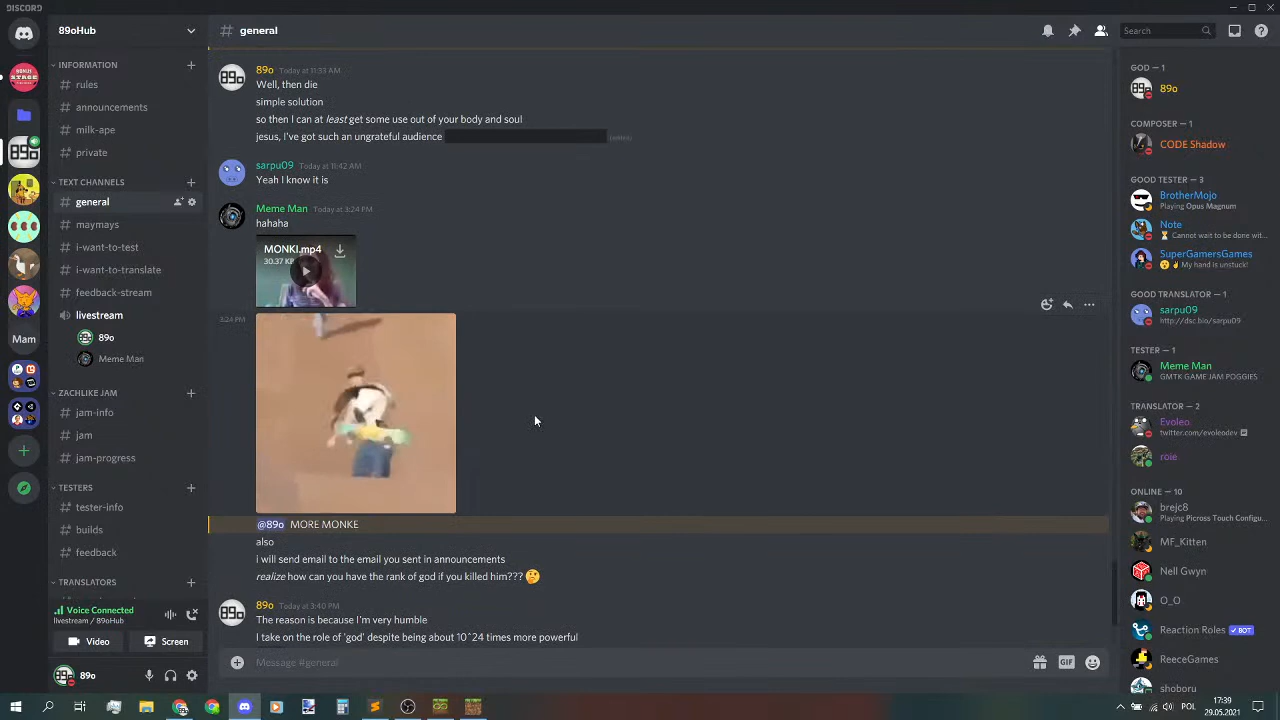 DISCORD
89oHub
general
Search
INFORMATION
rules
announcements
milk-ape
private
TEXT CHANNELS
general
maymays
i-want-to-test
i-want-to-translate
feedback-stream
livestream
89o
Meme Man
ZACHLIKE JAM
jam-info
jam
jam-progress
TESTERS
tester-info
builds
feedback
TRANSLATORS
Voice Connected
livestream / 89oHub
Video
Screen
89o
Mam
89o Today at 11:33 AM
Well, then die
simple solution
so then I can at least get some use out of your body and soul
jesus, I've got such an ungrateful audience
sarpu09 Today at 11:42 AM
Yeah I know it is
Meme Man Today at 3:24 PM
hahaha
MONKI.mp4
30.37 KB
3:24 PM
@89o MORE MONKE
also
i will send email to the email you sent in announcements
realize how can you have the rank of god if you killed him??? 🤔
89o Today at 3:40 PM
The reason is because I'm very humble
I take on the role of 'god' despite being about 10^24 times more powerful
Message #general
GIF
GOD — 1
89o
COMPOSER — 1
CODE Shadow
GOOD TESTER — 3
BrotherMojo
Playing Opus Magnum
Note
⏳ Cannot wait to be done wit...
SuperGamersGames
My hand is unstuck!
GOOD TRANSLATOR — 1
sarpu09
http://dsc.bio/sarpu09
TESTER — 1
Meme Man
GMTK GAME JAM POGGIES
TRANSLATOR — 2
Evoleo
twitter.com/evoleodev
roie
ONLINE — 10
brejc8
Playing Picross Touch Configu...
MF_Kitten
Nell Gwyn
O_O
Reaction Roles ✓ BOT
ReeceGames
shoboru
POL
17:39
29.05.2021